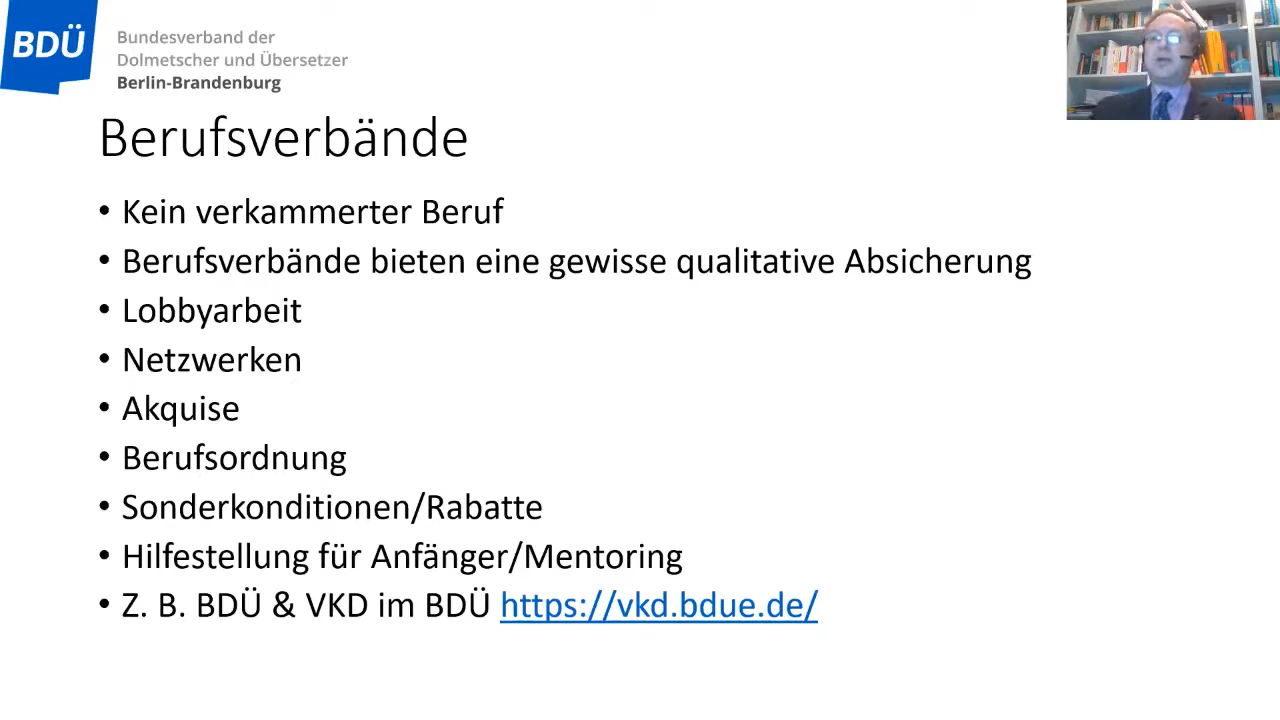 BDÜ
Bundesverband der
Dolmetscher und Übersetzer
Berlin-Brandenburg
Berufsverbände
• Kein verkammerter Beruf
• Berufsverbände bieten eine gewisse qualitative Absicherung
• Lobbyarbeit
• Netzwerken
• Akquise
• Berufsordnung
• Sonderkonditionen/Rabatte
• Hilfestellung für Anfänger/Mentoring
• Z. B. BDÜ & VKD im BDÜ https://vkd.bdue.de/